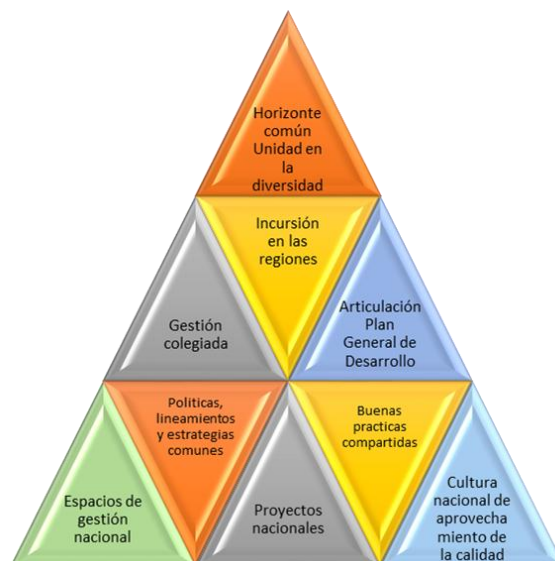 Horizonte
común
Unidad en
la
diversidad
Incursión
en las
regiones
Gestión
colegiada
Articulación
Plan
General de
Desarrollo
Politicas,
lineamientos
y estrategias
comunes
Buenas
practicas
compartidas
Espacios de
gestión
nacional
Proyectos
nacionales
Cultura
nacional de
aprovecha
miento de
la calidad